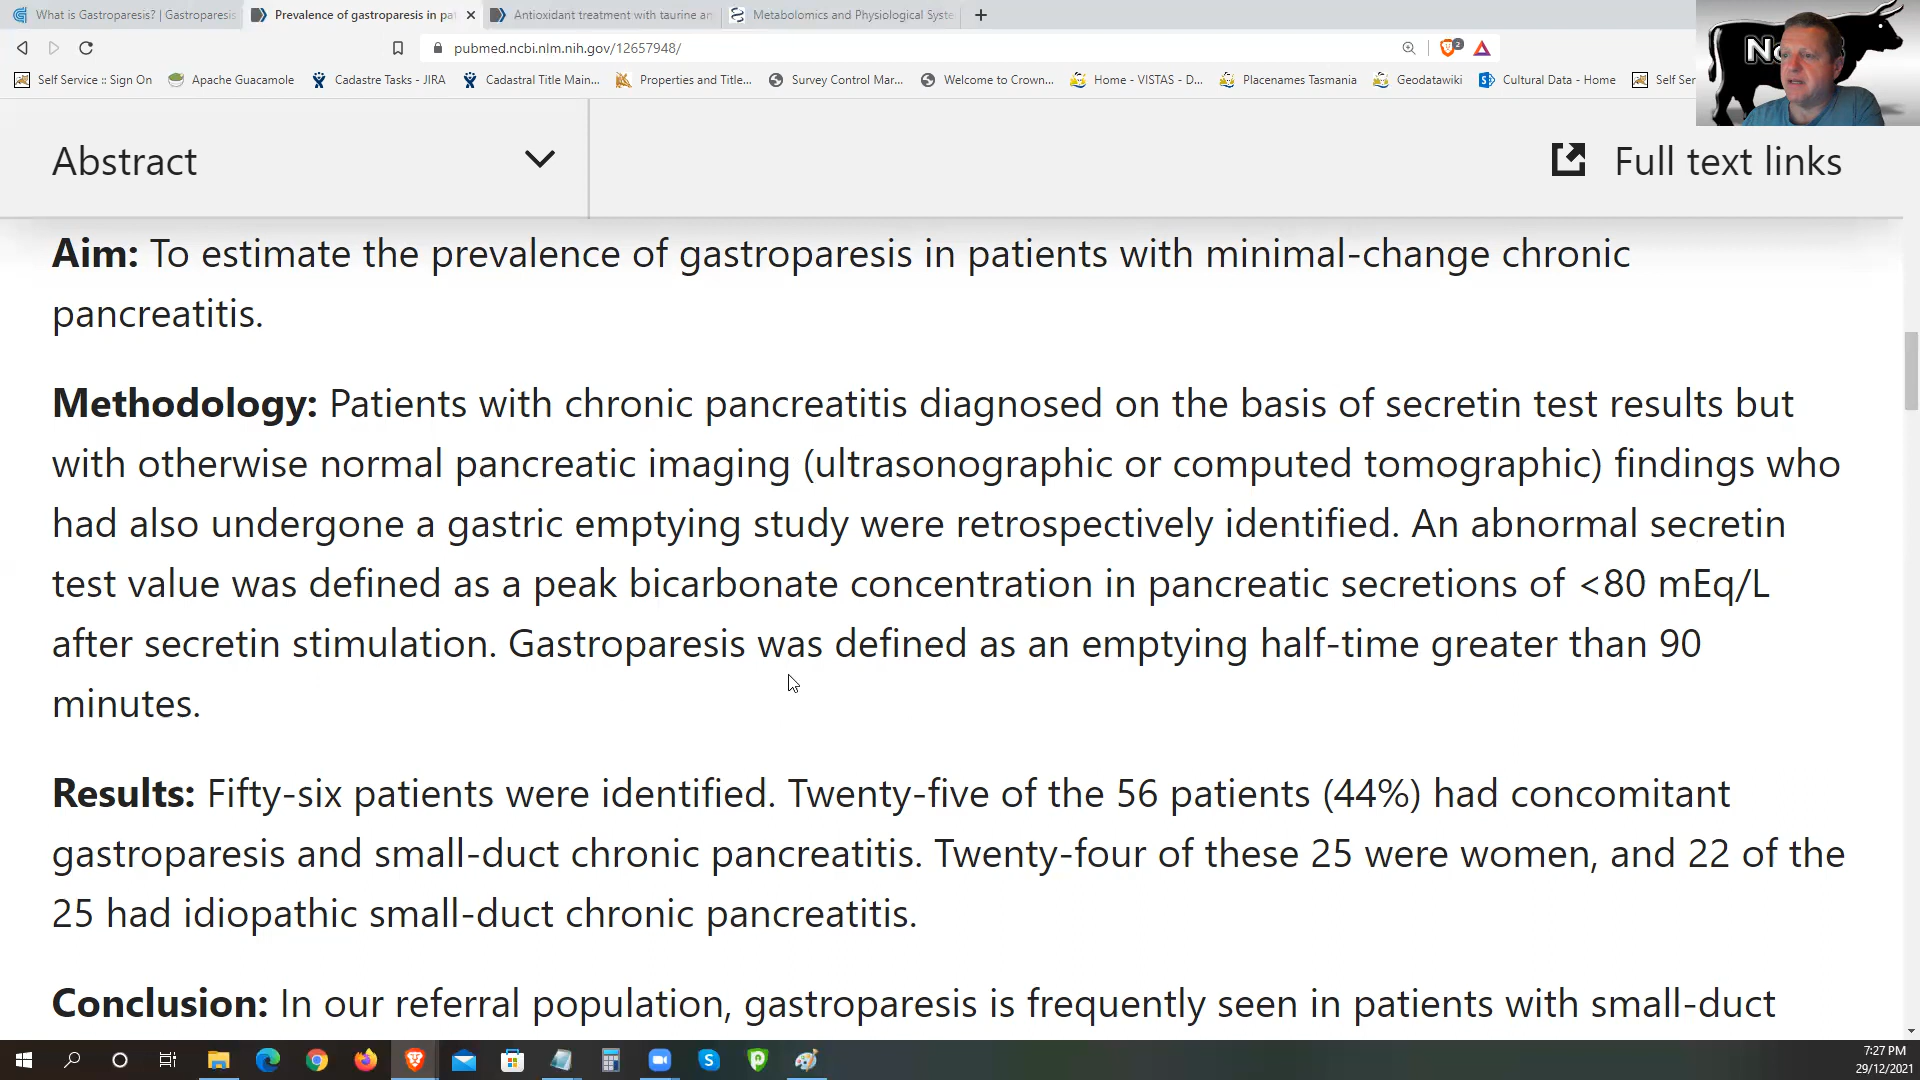 What is Gastroparesis? | Gastroparesis
Prevalence of gastroparesis in pat
Antioxidant treatment with taurine an
Metabolomics and Physiological Syste
pubmed.ncbi.nlm.nih.gov/12657948/
2
Self Service :: Sign On
Apache Guacamole
Cadastre Tasks - JIRA
Cadastral Title Main...
Properties and Title...
Survey Control Mar...
Welcome to Crown...
Home - VISTAS - D...
Placenames Tasmania
Geodatawiki
Cultural Data - Home
Self Ser
Abstract
Full text links
Aim: To estimate the prevalence of gastroparesis in patients with minimal-change chronic
pancreatitis.
Methodology: Patients with chronic pancreatitis diagnosed on the basis of secretin test results but
with otherwise normal pancreatic imaging (ultrasonographic or computed tomographic) findings who
had also undergone a gastric emptying study were retrospectively identified. An abnormal secretin
test value was defined as a peak bicarbonate concentration in pancreatic secretions of <80 mEq/L
after secretin stimulation. Gastroparesis was defined as an emptying half-time greater than 90
minutes.
Results: Fifty-six patients were identified. Twenty-five of the 56 patients (44%) had concomitant
gastroparesis and small-duct chronic pancreatitis. Twenty-four of these 25 were women, and 22 of the
25 had idiopathic small-duct chronic pancreatitis.
Conclusion: In our referral population, gastroparesis is frequently seen in patients with small-duct
7:27 PM
29/12/2021